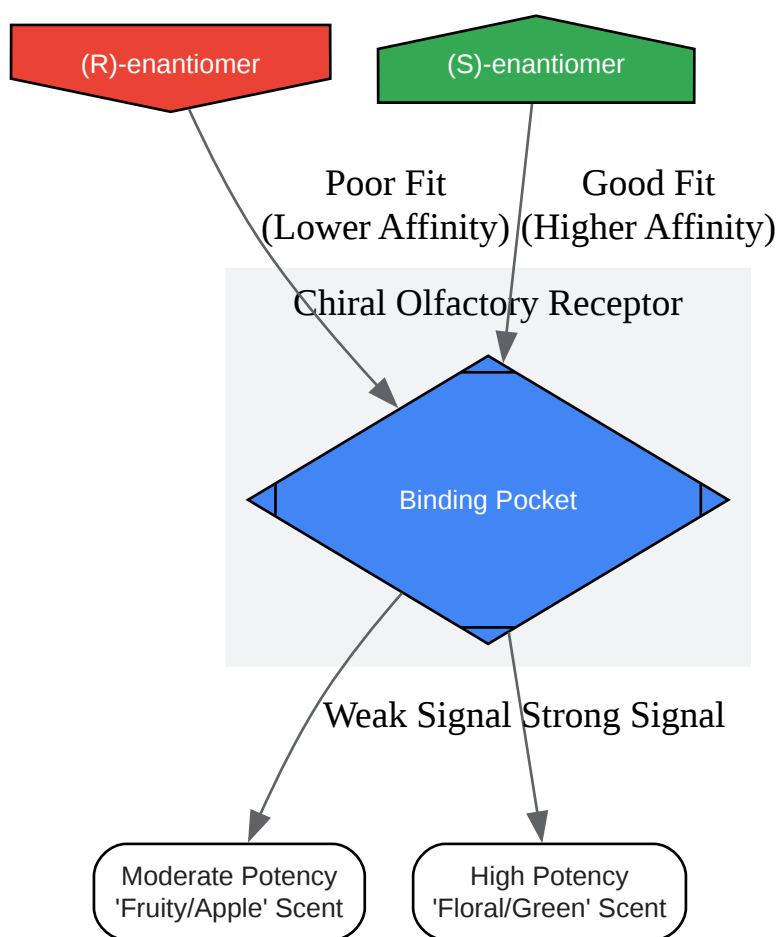 (R)-enantiomer
(S)-enantiomer
Poor Fit
(Lower Affinity)
Good Fit
(Higher Affinity)
Chiral Olfactory Receptor
Binding Pocket
Weak Signal
Strong Signal
Moderate Potency
'Fruity/Apple' Scent
High Potency
'Floral/Green' Scent